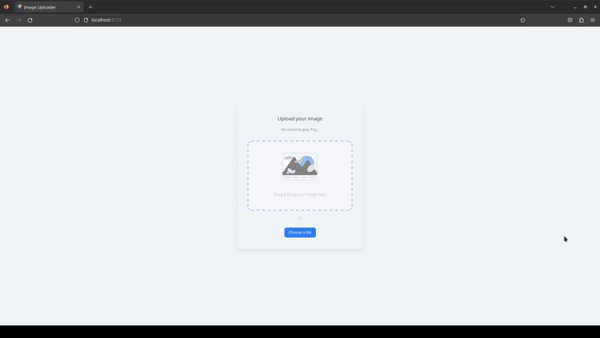 Image Uploader
localhost:5173
Upload your image
File should be Jpeg, Png,...
Drag & Drop your image here
Or
Choose a file